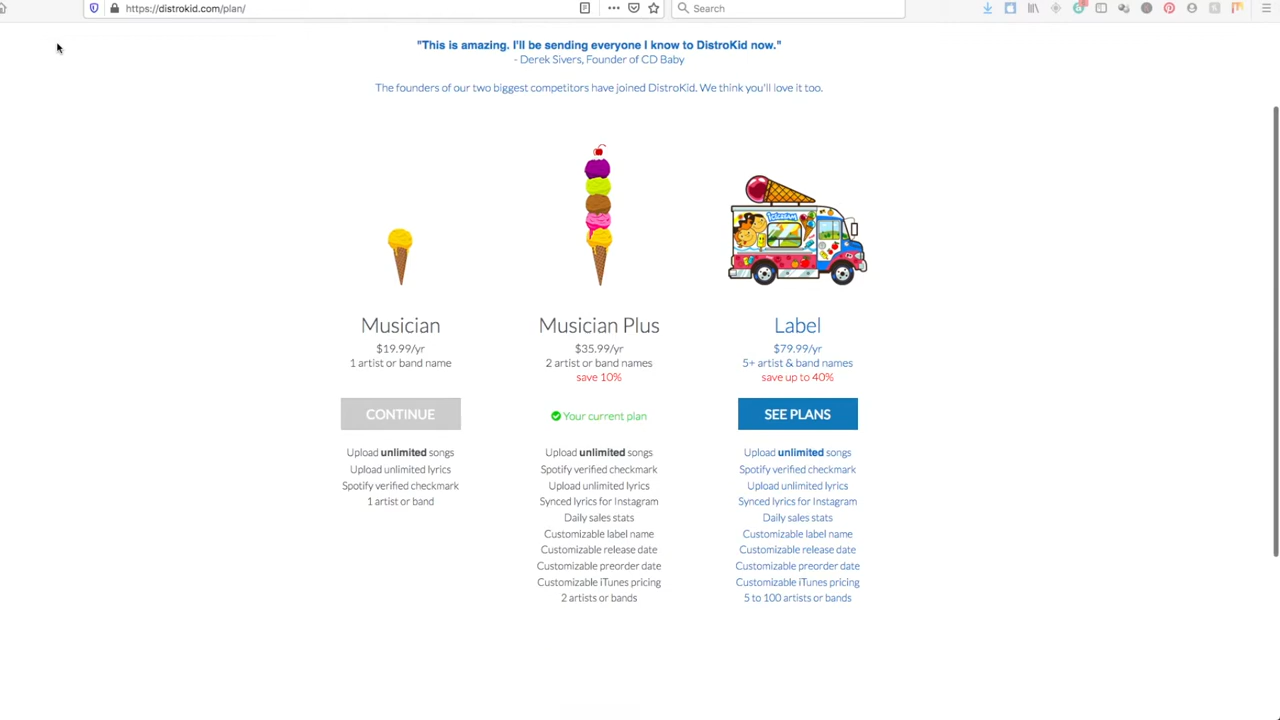 https://distrokid.com/plan/
Search
"This is amazing. I'll be sending everyone I know to DistroKid now."
- Derek Sivers, Founder of CD Baby
The founders of our two biggest competitors have joined DistroKid. We think you'll love it too.
Musician
$19.99/yr
1 artist or band name
CONTINUE
Upload unlimited songs
Upload unlimited lyrics
Spotify verified checkmark
1 artist or band
Musician Plus
$35.99/yr
2 artist or band names
save 10%
Your current plan
Upload unlimited songs
Spotify verified checkmark
Upload unlimited lyrics
Synced lyrics for Instagram
Daily sales stats
Customizable label name
Customizable release date
Customizable preorder date
Customizable iTunes pricing
2 artists or bands
Label
$79.99/yr
5+ artist & band names
save up to 40%
SEE PLANS
Upload unlimited songs
Spotify verified checkmark
Upload unlimited lyrics
Synced lyrics for Instagram
Daily sales stats
Customizable label name
Customizable release date
Customizable preorder date
Customizable iTunes pricing
5 to 100 artists or bands